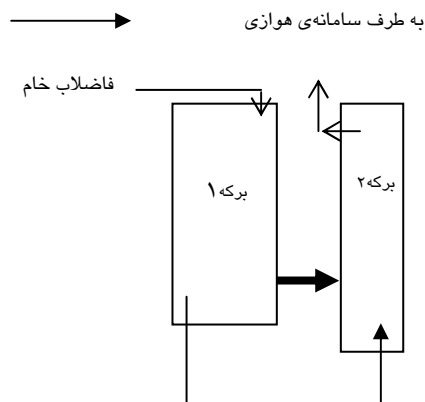 به طرف سامانه‌ی هوازی
فاضلاب خام
برکه۱
برکه۲